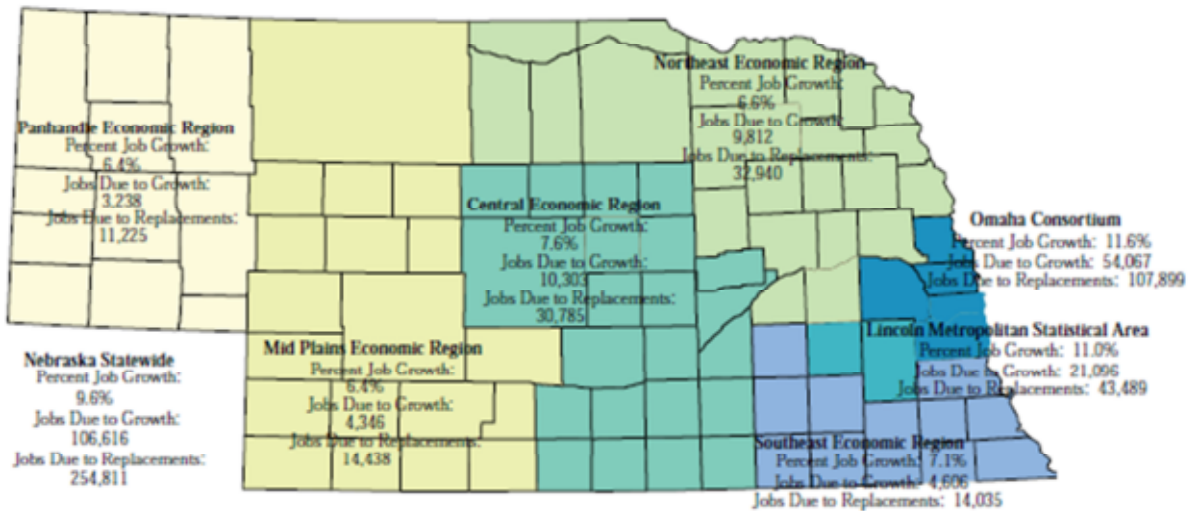 Northeast Economic Region
Percent Job Growth:
6.6%
Jobs Due to Growth:
9,812
Jobs Due to Replacements:
32,940
Panhandle Economic Region
Percent Job Growth:
6.4%
Jobs Due to Growth:
3,238
Jobs Due to Replacements:
11,225
Central Economic Region
Percent Job Growth:
7.6%
Jobs Due to Growth:
10,303
Jobs Due to Replacements:
30,785
Omaha Consortium
Percent Job Growth: 11.6%
Jobs Due to Growth: 54,067
Jobs Due to Replacements: 107,899
Lincoln Metropolitan Statistical Area
Percent Job Growth: 11.0%
Jobs Due to Growth: 21,096
Jobs Due to Replacements: 43,489
Nebraska Statewide
Percent Job Growth:
9.6%
Jobs Due to Growth:
106,616
Jobs Due to Replacements:
254,811
Mid Plains Economic Region
Percent Job Growth:
6.4%
Jobs Due to Growth:
4,346
Jobs Due to Replacements:
14,438
Southeast Economic Region
Percent Job Growth: 7.1%
Jobs Due to Growth: 4,606
Jobs Due to Replacements: 14,035